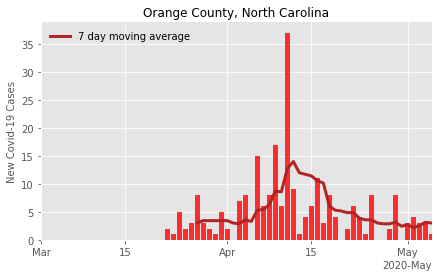 Orange County, North Carolina
7 day moving average
New Covid-19 Cases
35
30
25
20
15
10
5
0
Mar
15
Apr
15
May
2020-May